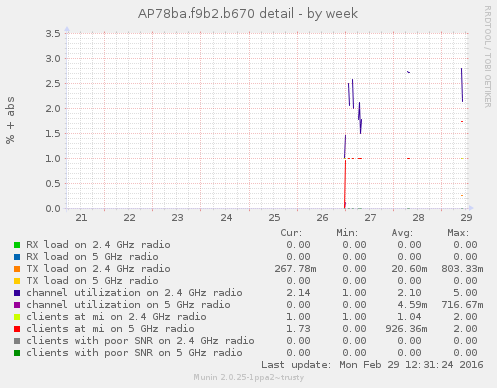 AP78ba.f9b2.b670 detail - by week
RRDTOOL / TOBI OETIKER
% + abs
3.5
3.0
2.5
2.0
1.5
1.0
0.5
0.0
21 22 23 24 25 26 27 28 29
Cur: Min: Avg: Max:
RX load on 2.4 GHz radio 0.00 0.00 0.00 0.00
RX load on 5 GHz radio 0.00 0.00 0.00 0.00
TX load on 2.4 GHz radio 267.78m 0.00 20.60m 803.33m
TX load on 5 GHz radio 0.00 0.00 0.00 0.00
channel utilization on 2.4 GHz radio 2.14 1.00 2.10 5.00
channel utilization on 5 GHz radio 0.00 0.00 4.59m 716.67m
clients at mi on 2.4 GHz radio 1.00 1.00 1.04 2.00
clients at mi on 5 GHz radio 1.73 0.00 926.36m 2.00
clients with poor SNR on 2.4 GHz radio 0.00 0.00 0.00 0.00
clients with poor SNR on 5 GHz radio 0.00 0.00 0.00 0.00
Last update: Mon Feb 29 12:31:24 2016
Munin 2.0.25-1ppa2~trusty